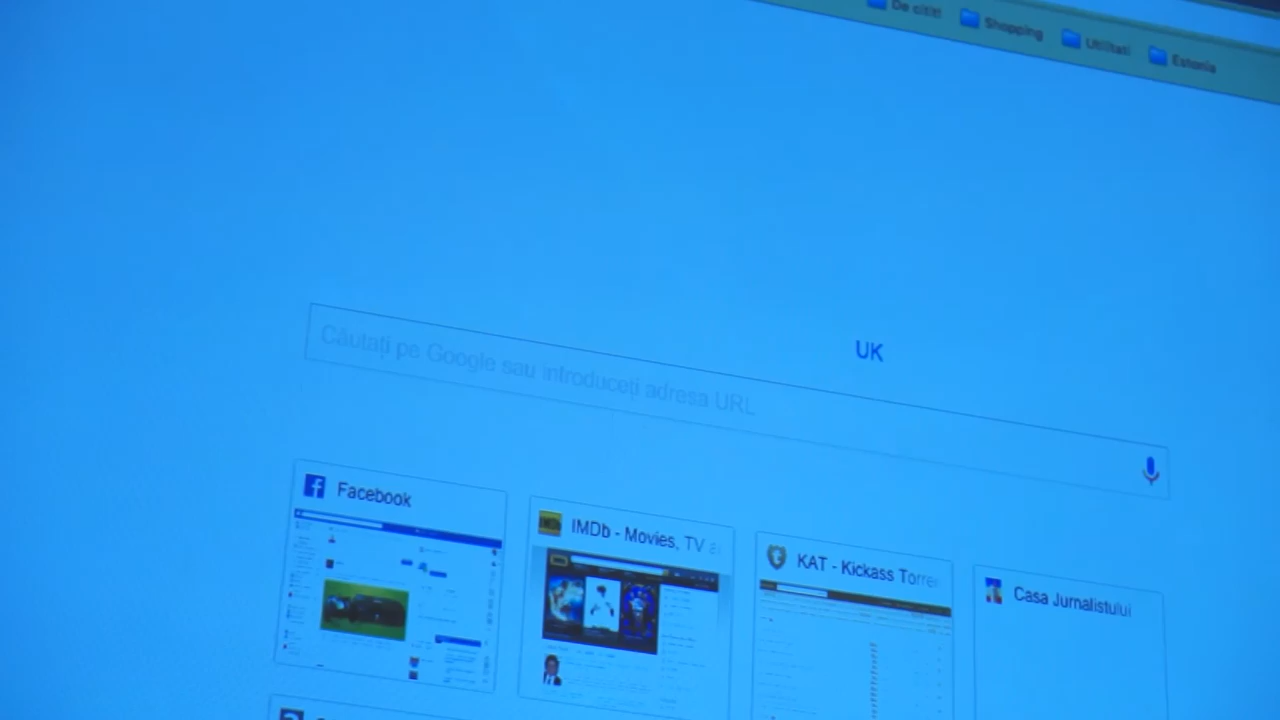 De citit Shopping Utilitati Estonia
UK
Căutați pe Google sau introduceți adresa URL
Facebook
IMDb - Movies, TV a
KAT - Kickass Torre
Casa Jurnalistului